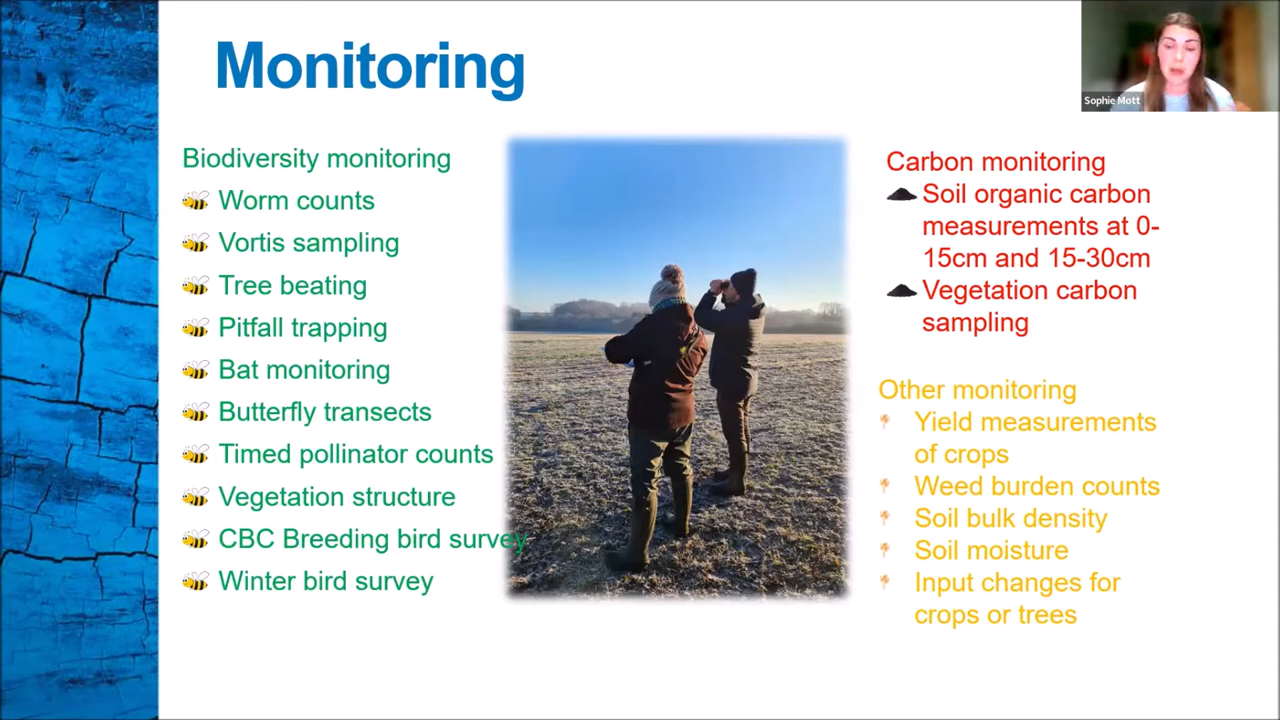 Monitoring
Sophie Mott
Biodiversity monitoring
Worm counts
Vortis sampling
Tree beating
Pitfall trapping
Bat monitoring
Butterfly transects
Timed pollinator counts
Vegetation structure
CBC Breeding bird survey
Winter bird survey
Carbon monitoring
Soil organic carbon
measurements at 0-
15cm and 15-30cm
Vegetation carbon
sampling
Other monitoring
Yield measurements
of crops
Weed burden counts
Soil bulk density
Soil moisture
Input changes for
crops or trees